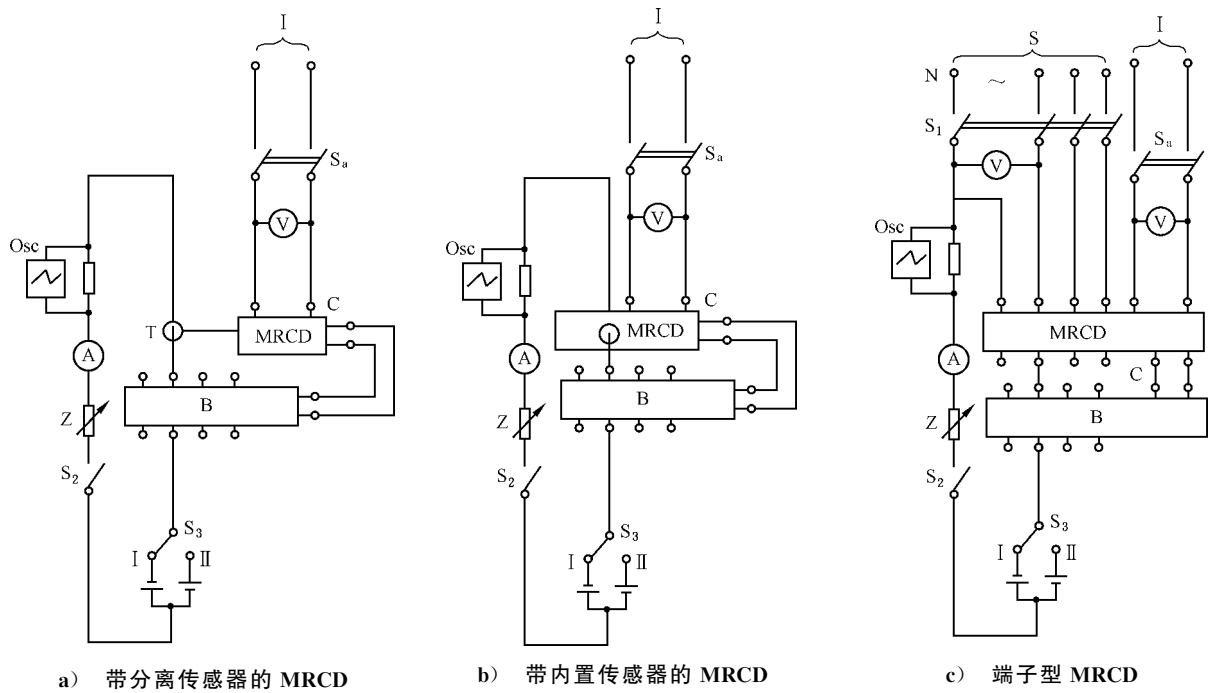 I
Sa
V
Osc
T
C
MRCD
A
B
Z
S2
S3
I
II
a) 带分离传感器的 MRCD
I
Sa
V
Osc
C
MRCD
A
B
Z
S2
S3
I
II
b) 带内置传感器的 MRCD
S
I
N
~
S1
Sa
V
V
Osc
MRCD
A
C
B
Z
S2
S3
I
II
c) 端子型 MRCD